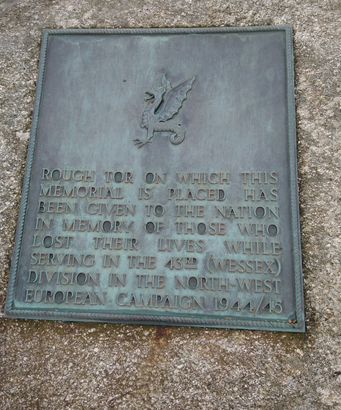 ROUGH TOR ON WHICH THIS
MEMORIAL IS PLACED HAS
BEEN GIVEN TO THE NATION
IN MEMORY OF THOSE WHO
LOST THEIR LIVES WHILE
SERVING IN THE 43RD (WESSEX)
DIVISION IN THE NORTH-WEST
EUROPEAN CAMPAIGN 1944/45